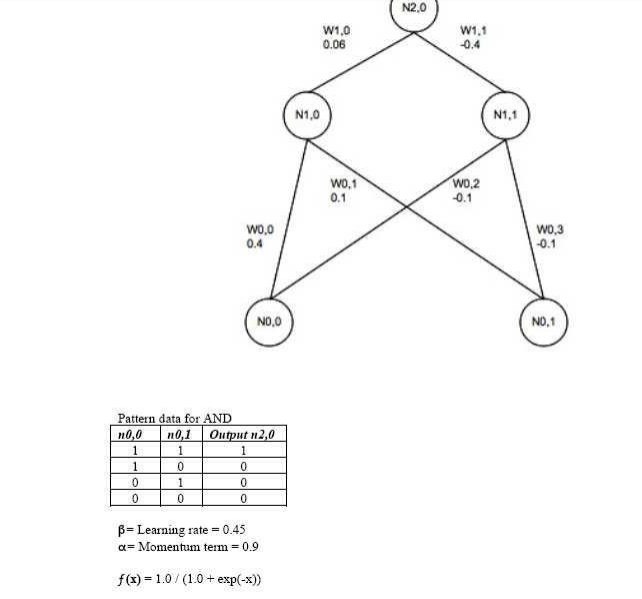 N2,0
W1,0
0.06
W1,1
-0.4
N1,0
N1,1
W0,1
0.1
W0,2
-0.1
W0,0
0.4
W0,3
-0.1
N0,0
N0,1
Pattern data for AND
n0,0 n0,1 Output n2,0
1 1 1
1 0 0
0 1 0
0 0 0
β= Learning rate = 0.45
α= Momentum term = 0.9
f(x) = 1.0 / (1.0 + exp(-x))